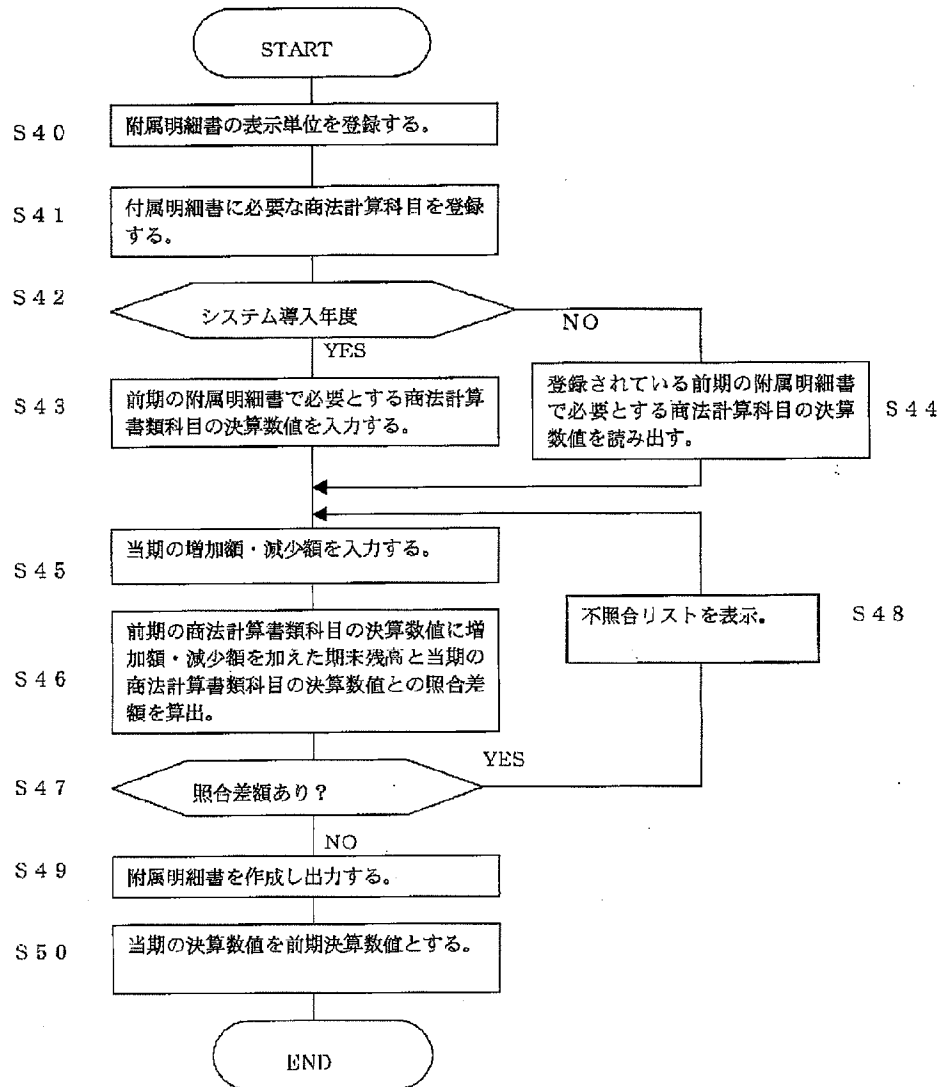 START
S40
附属明細書の表示単位を登録する。
S41
付属明細書に必要な商法計算科目を登録
する。
S42
システム導入年度
NO
YES
S43
前期の附属明細書で必要とする商法計算
書類科目の決算数値を入力する。
登録されている前期の附属明細書
で必要とする商法計算科目の決算
数値を読み出す。
S44
S45
当期の増加額・減少額を入力する。
不照合リストを表示。
S48
S46
前期の商法計算書類科目の決算数値に増
加額・減少額を加えた期末残高と当期の
商法計算書類科目の決算数値との照合差
額を算出。
YES
S47
照合差額あり？
NO
S49
附属明細書を作成し出力する。
S50
当期の決算数値を前期決算数値とする。
END